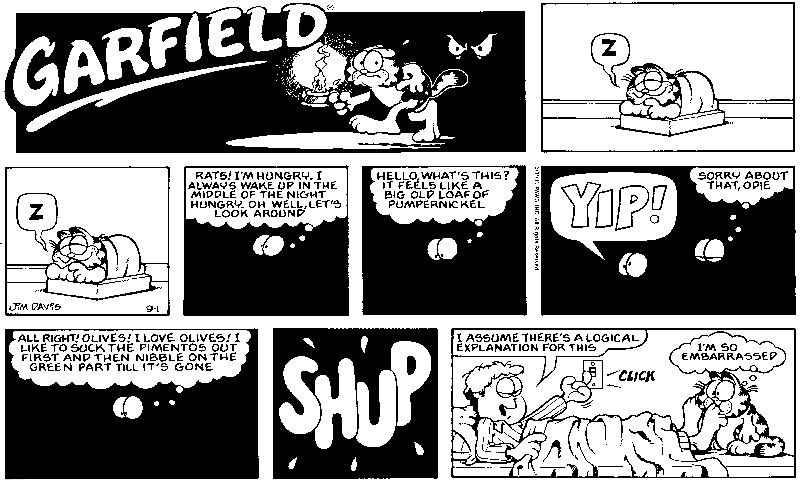 GARFIELD
Z
Z
JIM DAVIS
9-1
RATS! I'M HUNGRY. I
ALWAYS WAKE UP IN THE
MIDDLE OF THE NIGHT
HUNGRY. OH WELL, LET'S
LOOK AROUND
HELLO, WHAT'S THIS?
IT FEELS LIKE A
BIG OLD LOAF OF
PUMPERNICKEL
YIP!
SORRY ABOUT
THAT, ODIE
ALL RIGHT! OLIVES! I LOVE OLIVES! I
LIKE TO SUCK THE PIMENTOS OUT
FIRST AND THEN NIBBLE ON THE
GREEN PART TILL IT'S GONE
SHUP
I ASSUME THERE'S A LOGICAL
EXPLANATION FOR THIS
CLICK
I'M SO
EMBARRASSED